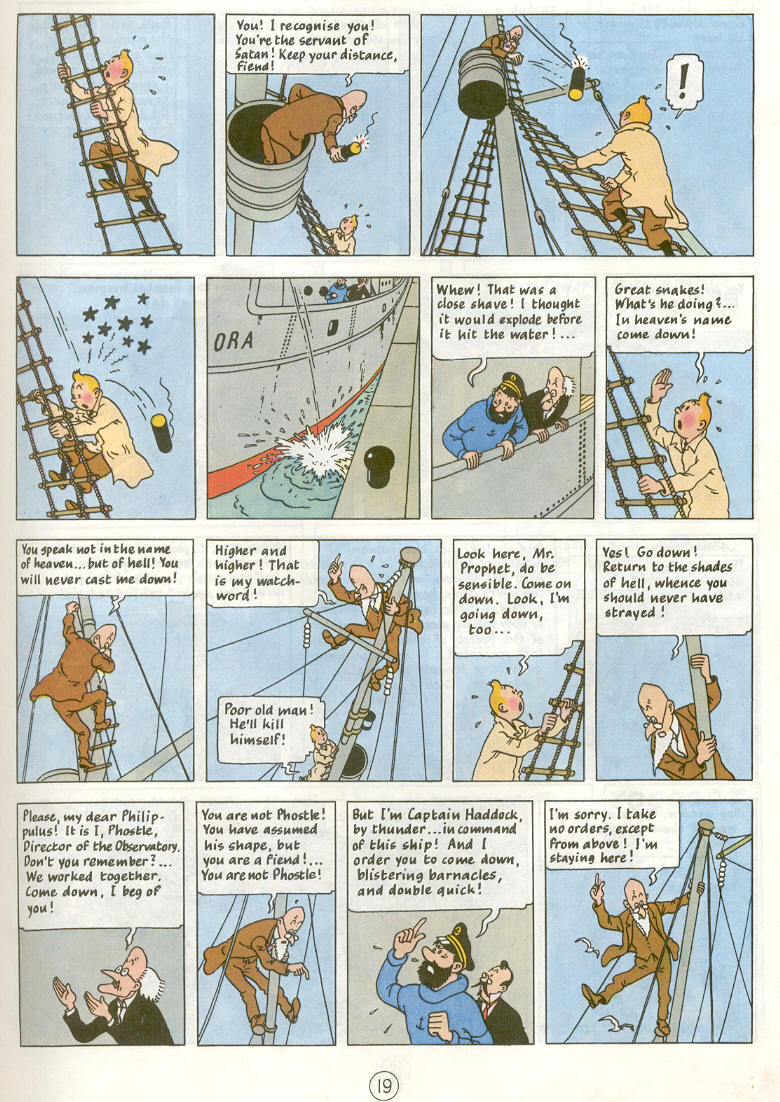 You! I recognise you!
You're the servant of
Satan! Keep your distance,
fiend!
!
ORA
Whew! That was a
close shave! I thought
it would explode before
it hit the water!...
Great snakes!
What's he doing?...
In heaven's name
come down!
You speak not in the name
of heaven...but of hell! You
will never cast me down!
Higher and
higher! That
is my watch-
word!
Poor old man!
He'll kill
himself!
Look here, Mr.
Prophet, do be
sensible. Come on
down. Look, I'm
going down,
too...
Yes! Go down!
Return to the shades
of hell, whence you
should never have
strayed!
Please, my dear Philip-
pulus! It is I, Phostle,
Director of the Observatory.
Don't you remember?...
We worked together.
Come down, I beg of
you!
You are not Phostle!
You have assumed
his shape, but
you are a fiend!...
You are not Phostle!
But I'm Captain Haddock,
by thunder...in command
of this ship! And I
order you to come down,
blistering barnacles,
and double quick!
I'm sorry. I take
no orders, except
from above! I'm
staying here!
19